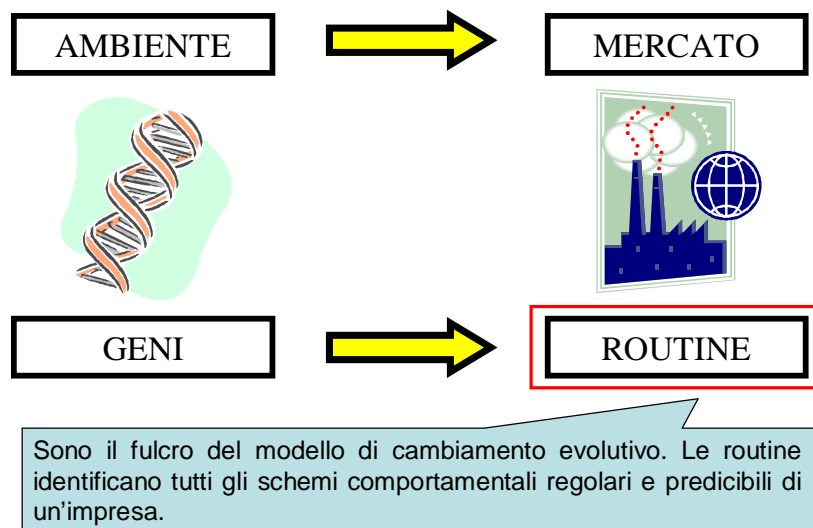 AMBIENTE
MERCATO
GENI
ROUTINE
Sono il fulcro del modello di cambiamento evolutivo. Le routine
identificano tutti gli schemi comportamentali regolari e predicibili di
un'impresa.